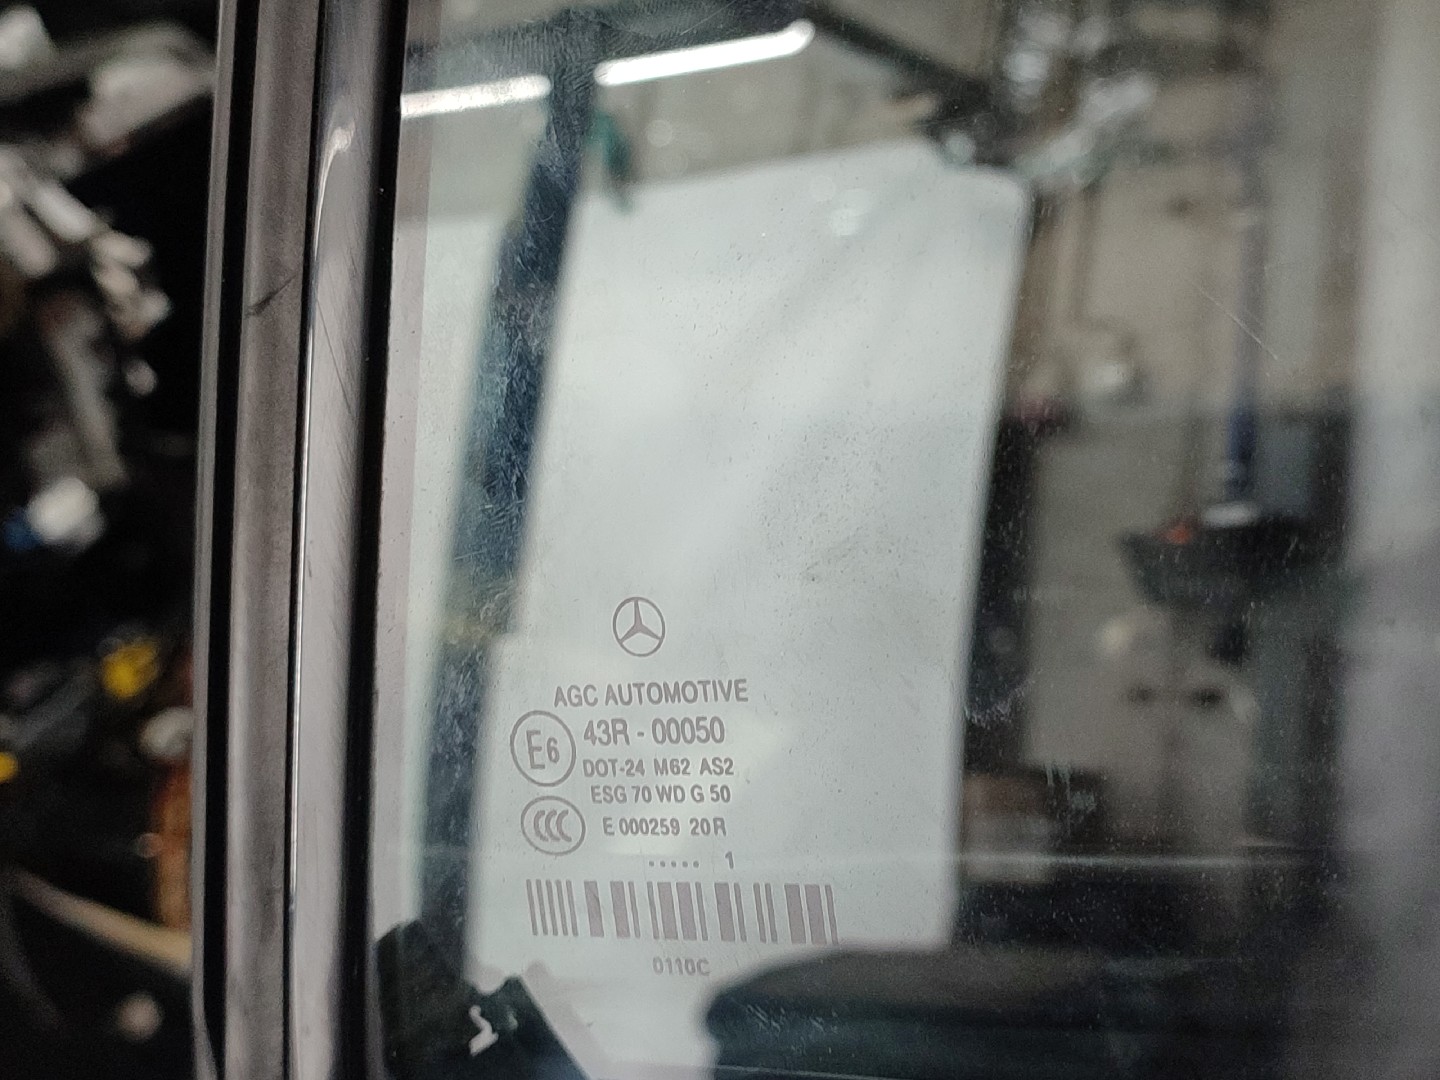 AGC AUTOMOTIVE
E6 43R - 00050
DOT-24 M62 AS2
ESG 70 WD G 50
CCC E 000259 20R
..... 1
0110C